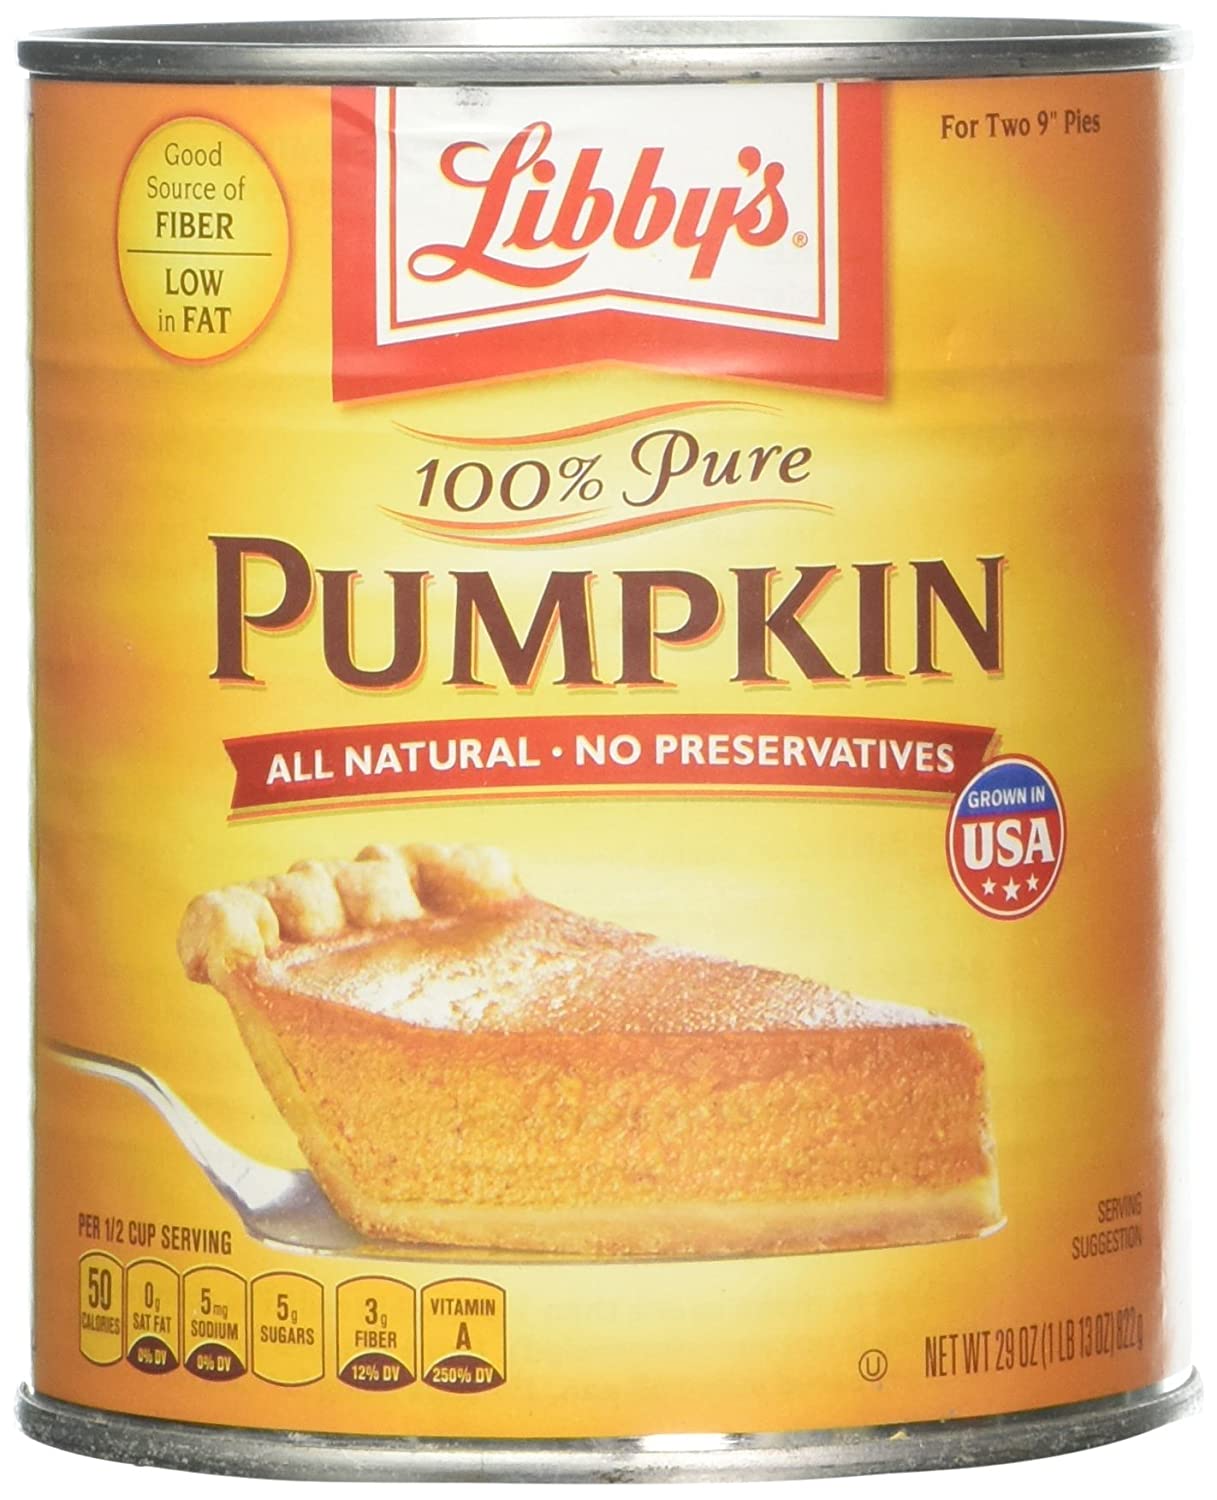 Libby's®
For Two 9" Pies
Good
Source of
FIBER
LOW
in FAT
100% Pure
PUMPKIN
ALL NATURAL • NO PRESERVATIVES
GROWN IN
USA
PER 1/2 CUP SERVING
50
CALORIES
0g
SAT FAT
0% DV
5mg
SODIUM
0% DV
5g
SUGARS
3g
FIBER
12% DV
VITAMIN
A
250% DV
SERVING
SUGGESTION
U
NET WT 29 OZ (1 LB 13 OZ) 822g